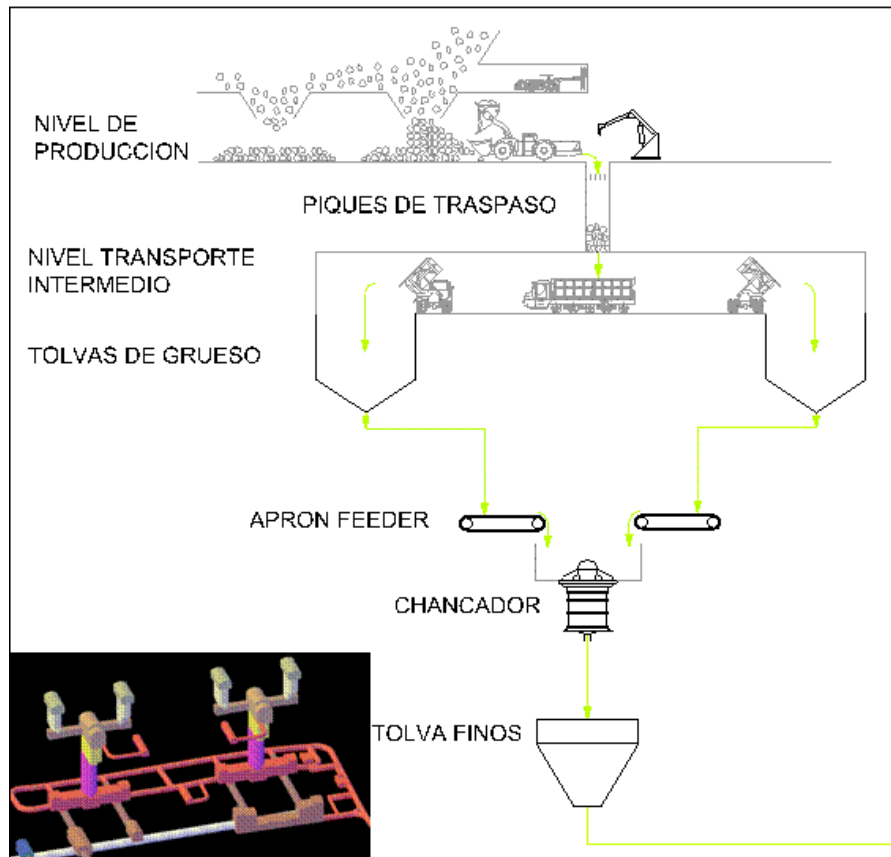 NIVEL DE
PRODUCCION
PIQUES DE TRASPASO
NIVEL TRANSPORTE
INTERMEDIO
TOLVAS DE GRUESO
APRON FEEDER
CHANCADOR
TOLVA FINOS